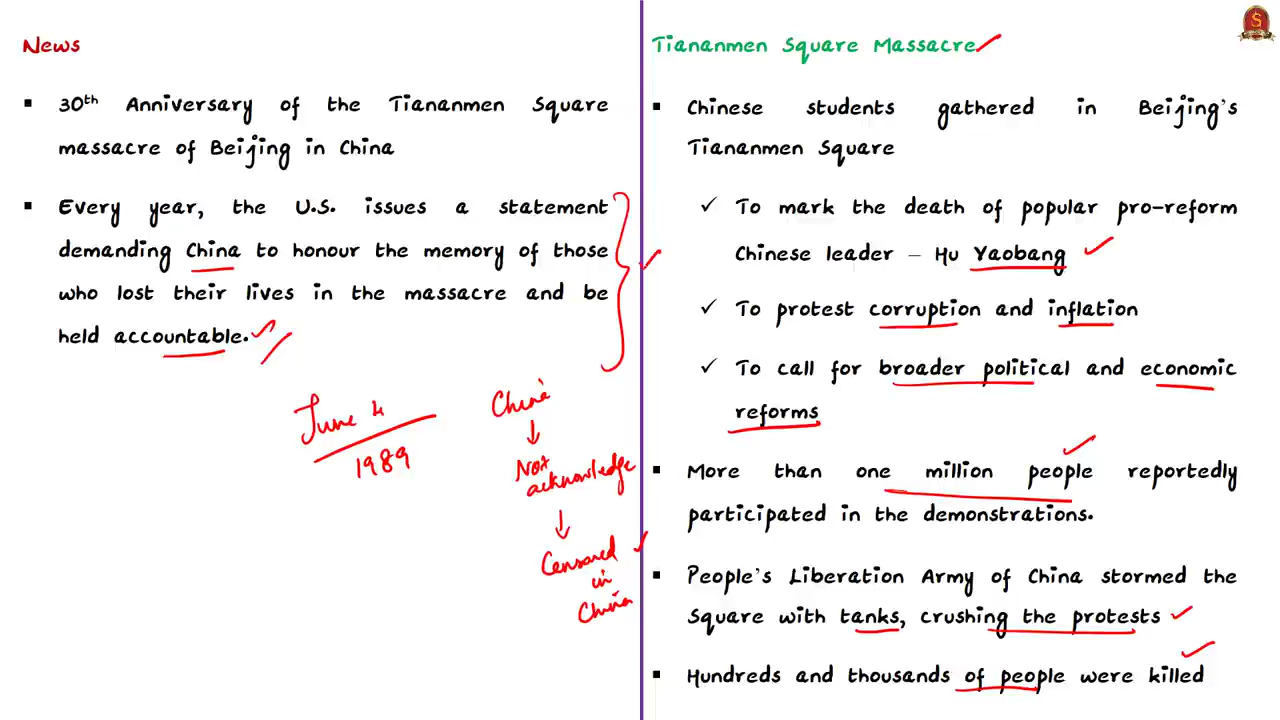 News
▪ 30th Anniversary of the Tiananmen Square
massacre of Beijing in China
▪ Every year, the U.S. issues a statement
demanding China to honour the memory of those
who lost their lives in the massacre and be
held accountable.
June 4
1989
China
↓
Not
acknowledge
↓
Censored
in
China
Tiananmen Square Massacre
▪ Chinese students gathered in Beijing's
Tiananmen Square
✓ To mark the death of popular pro-reform
Chinese leader – Hu Yaobang
✓ To protest corruption and inflation
✓ To call for broader political and economic
reforms
▪ More than one million people reportedly
participated in the demonstrations.
▪ People's Liberation Army of China stormed the
Square with tanks, crushing the protests
▪ Hundreds and thousands of people were killed